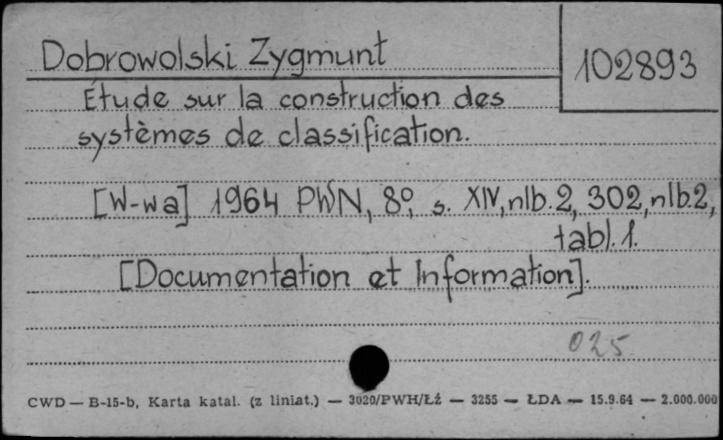 Dobrowolski Zygmunt
102893
Étude sur la construction des
systèmes de classification.
[W-wa] 1964 PWN, 8°, s. XIV, nlb. 2, 302, nlb. 2,
tabl. 1.
[Documentation et Information].
025
CWD — B-15-b, Karta katal. (z liniat.) — 3020/PWH/Łź — 3255 — ŁDA — 15.9.64 — 2.000.000